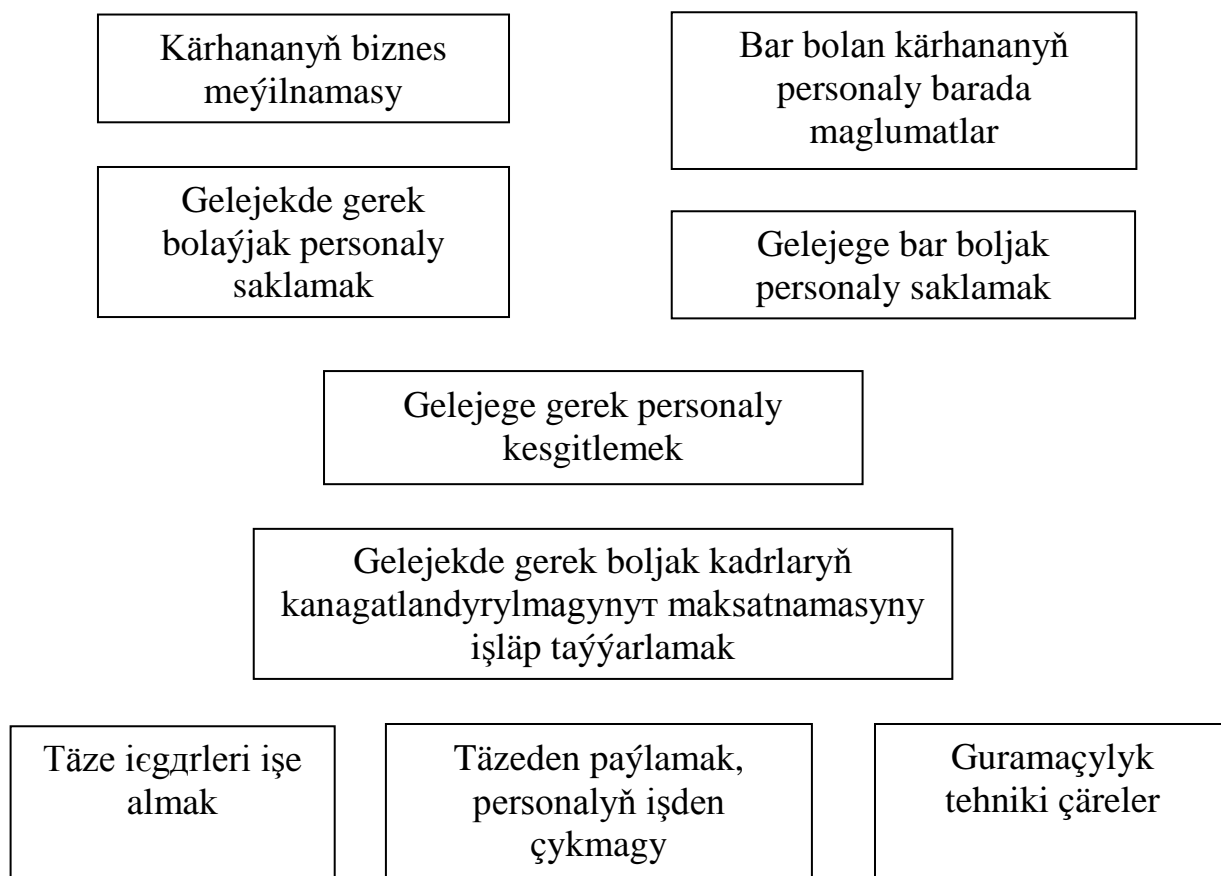 Kärhananyň biznes
meýilnamasy
Bar bolan kärhananyň
personaly barada
maglumatlar
Gelejekde gerek
bolaýjak personaly
saklamak
Gelejege bar boljak
personaly saklamak
Gelejege gerek personaly
kesgitlemek
Gelejekde gerek boljak kadrlaryň
kanagatlandyrylmagynyт maksatnamasyny
işläp taýýarlamak
Täze iєgдrleri işe
almak
Täzeden paýlamak,
personalyň işden
çykmagy
Guramaçylyk
tehniki çäreler